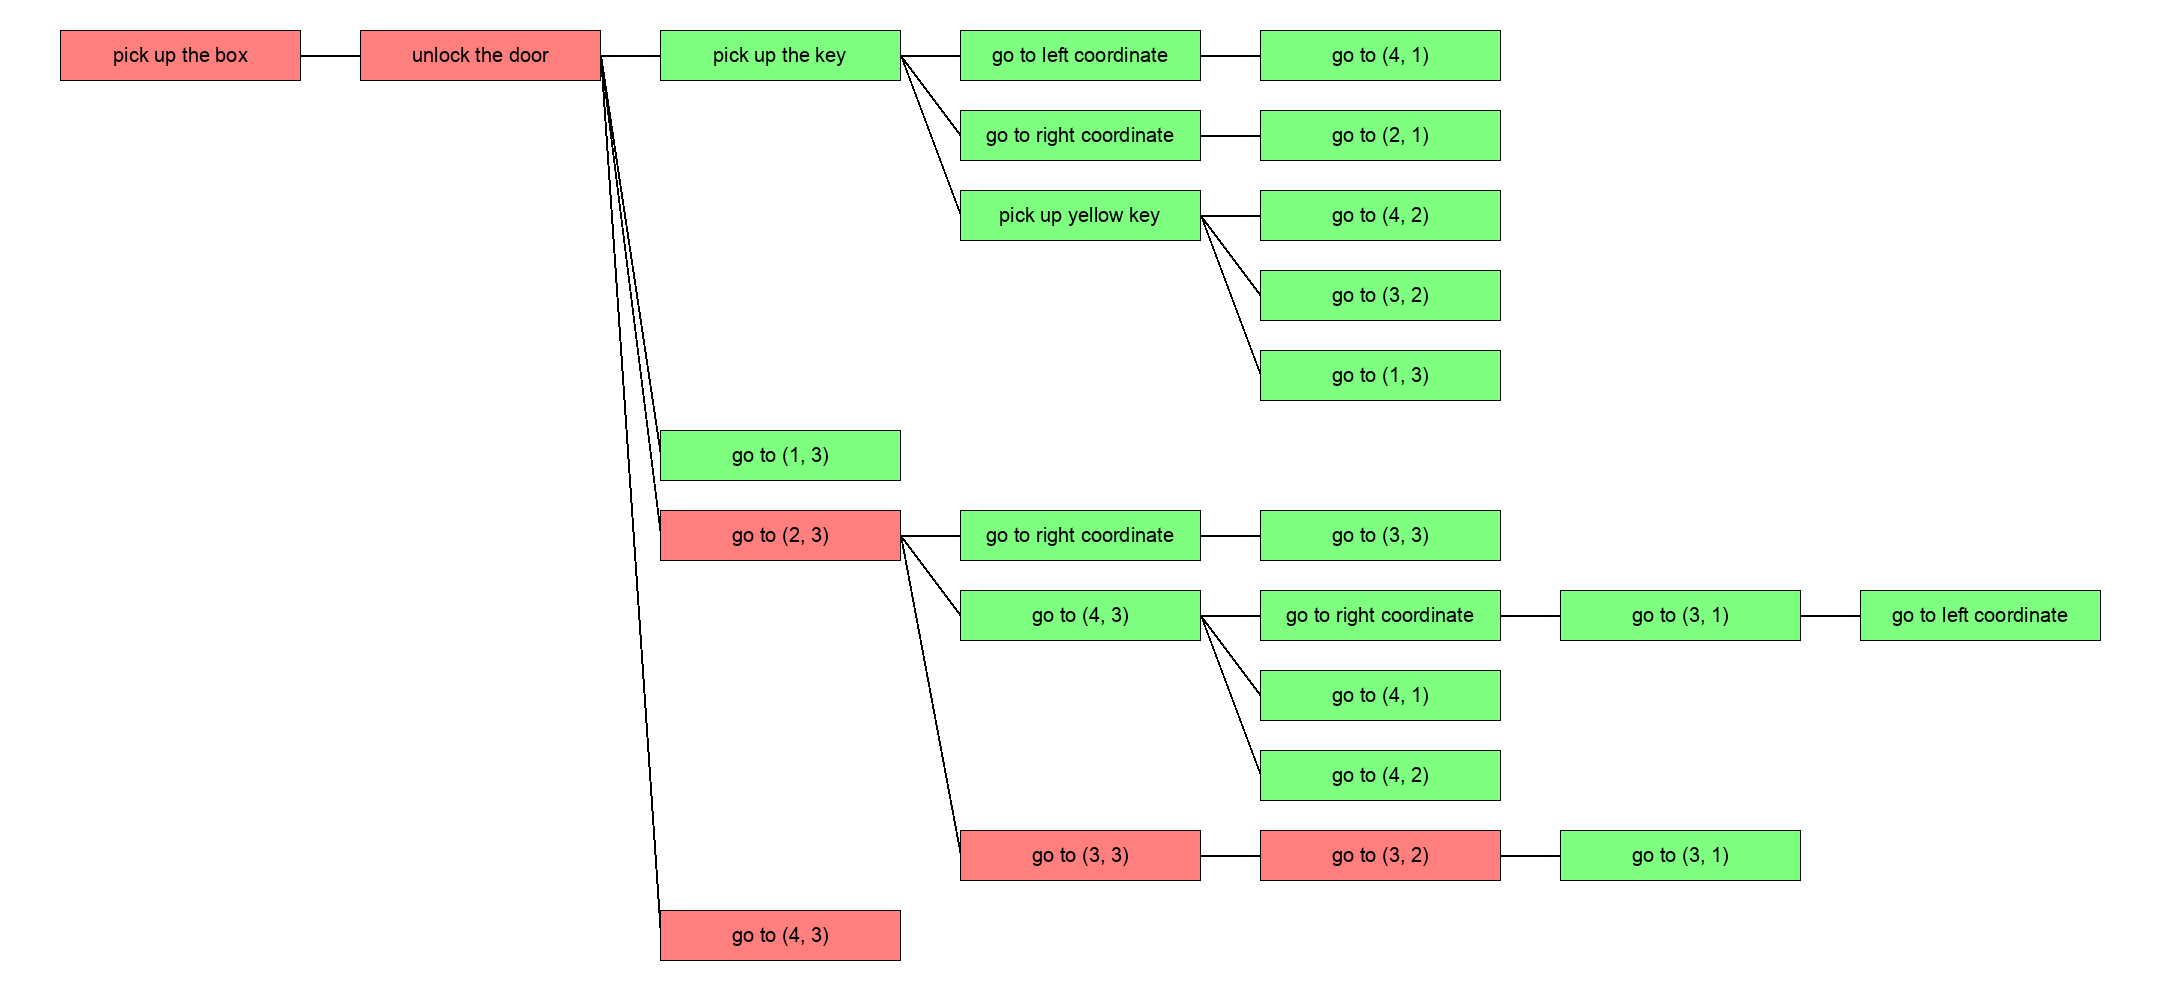 pick up the box
unlock the door
pick up the key
go to left coordinate
go to (4, 1)
go to right coordinate
go to (2, 1)
pick up yellow key
go to (4, 2)
go to (3, 2)
go to (1, 3)
go to (1, 3)
go to (2, 3)
go to right coordinate
go to (3, 3)
go to (4, 3)
go to right coordinate
go to (3, 1)
go to left coordinate
go to (4, 1)
go to (4, 2)
go to (3, 3)
go to (3, 2)
go to (3, 1)
go to (4, 3)